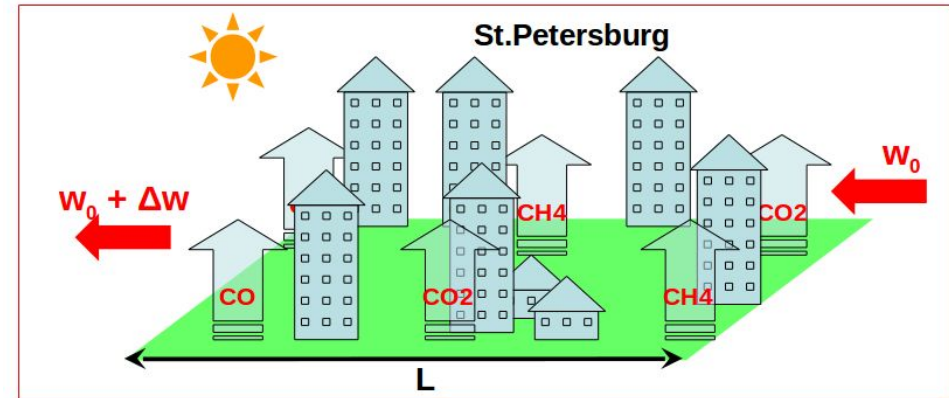 St.Petersburg
w0
w0 + Δw
CH4
CO2
CO
CO2
CH4
L